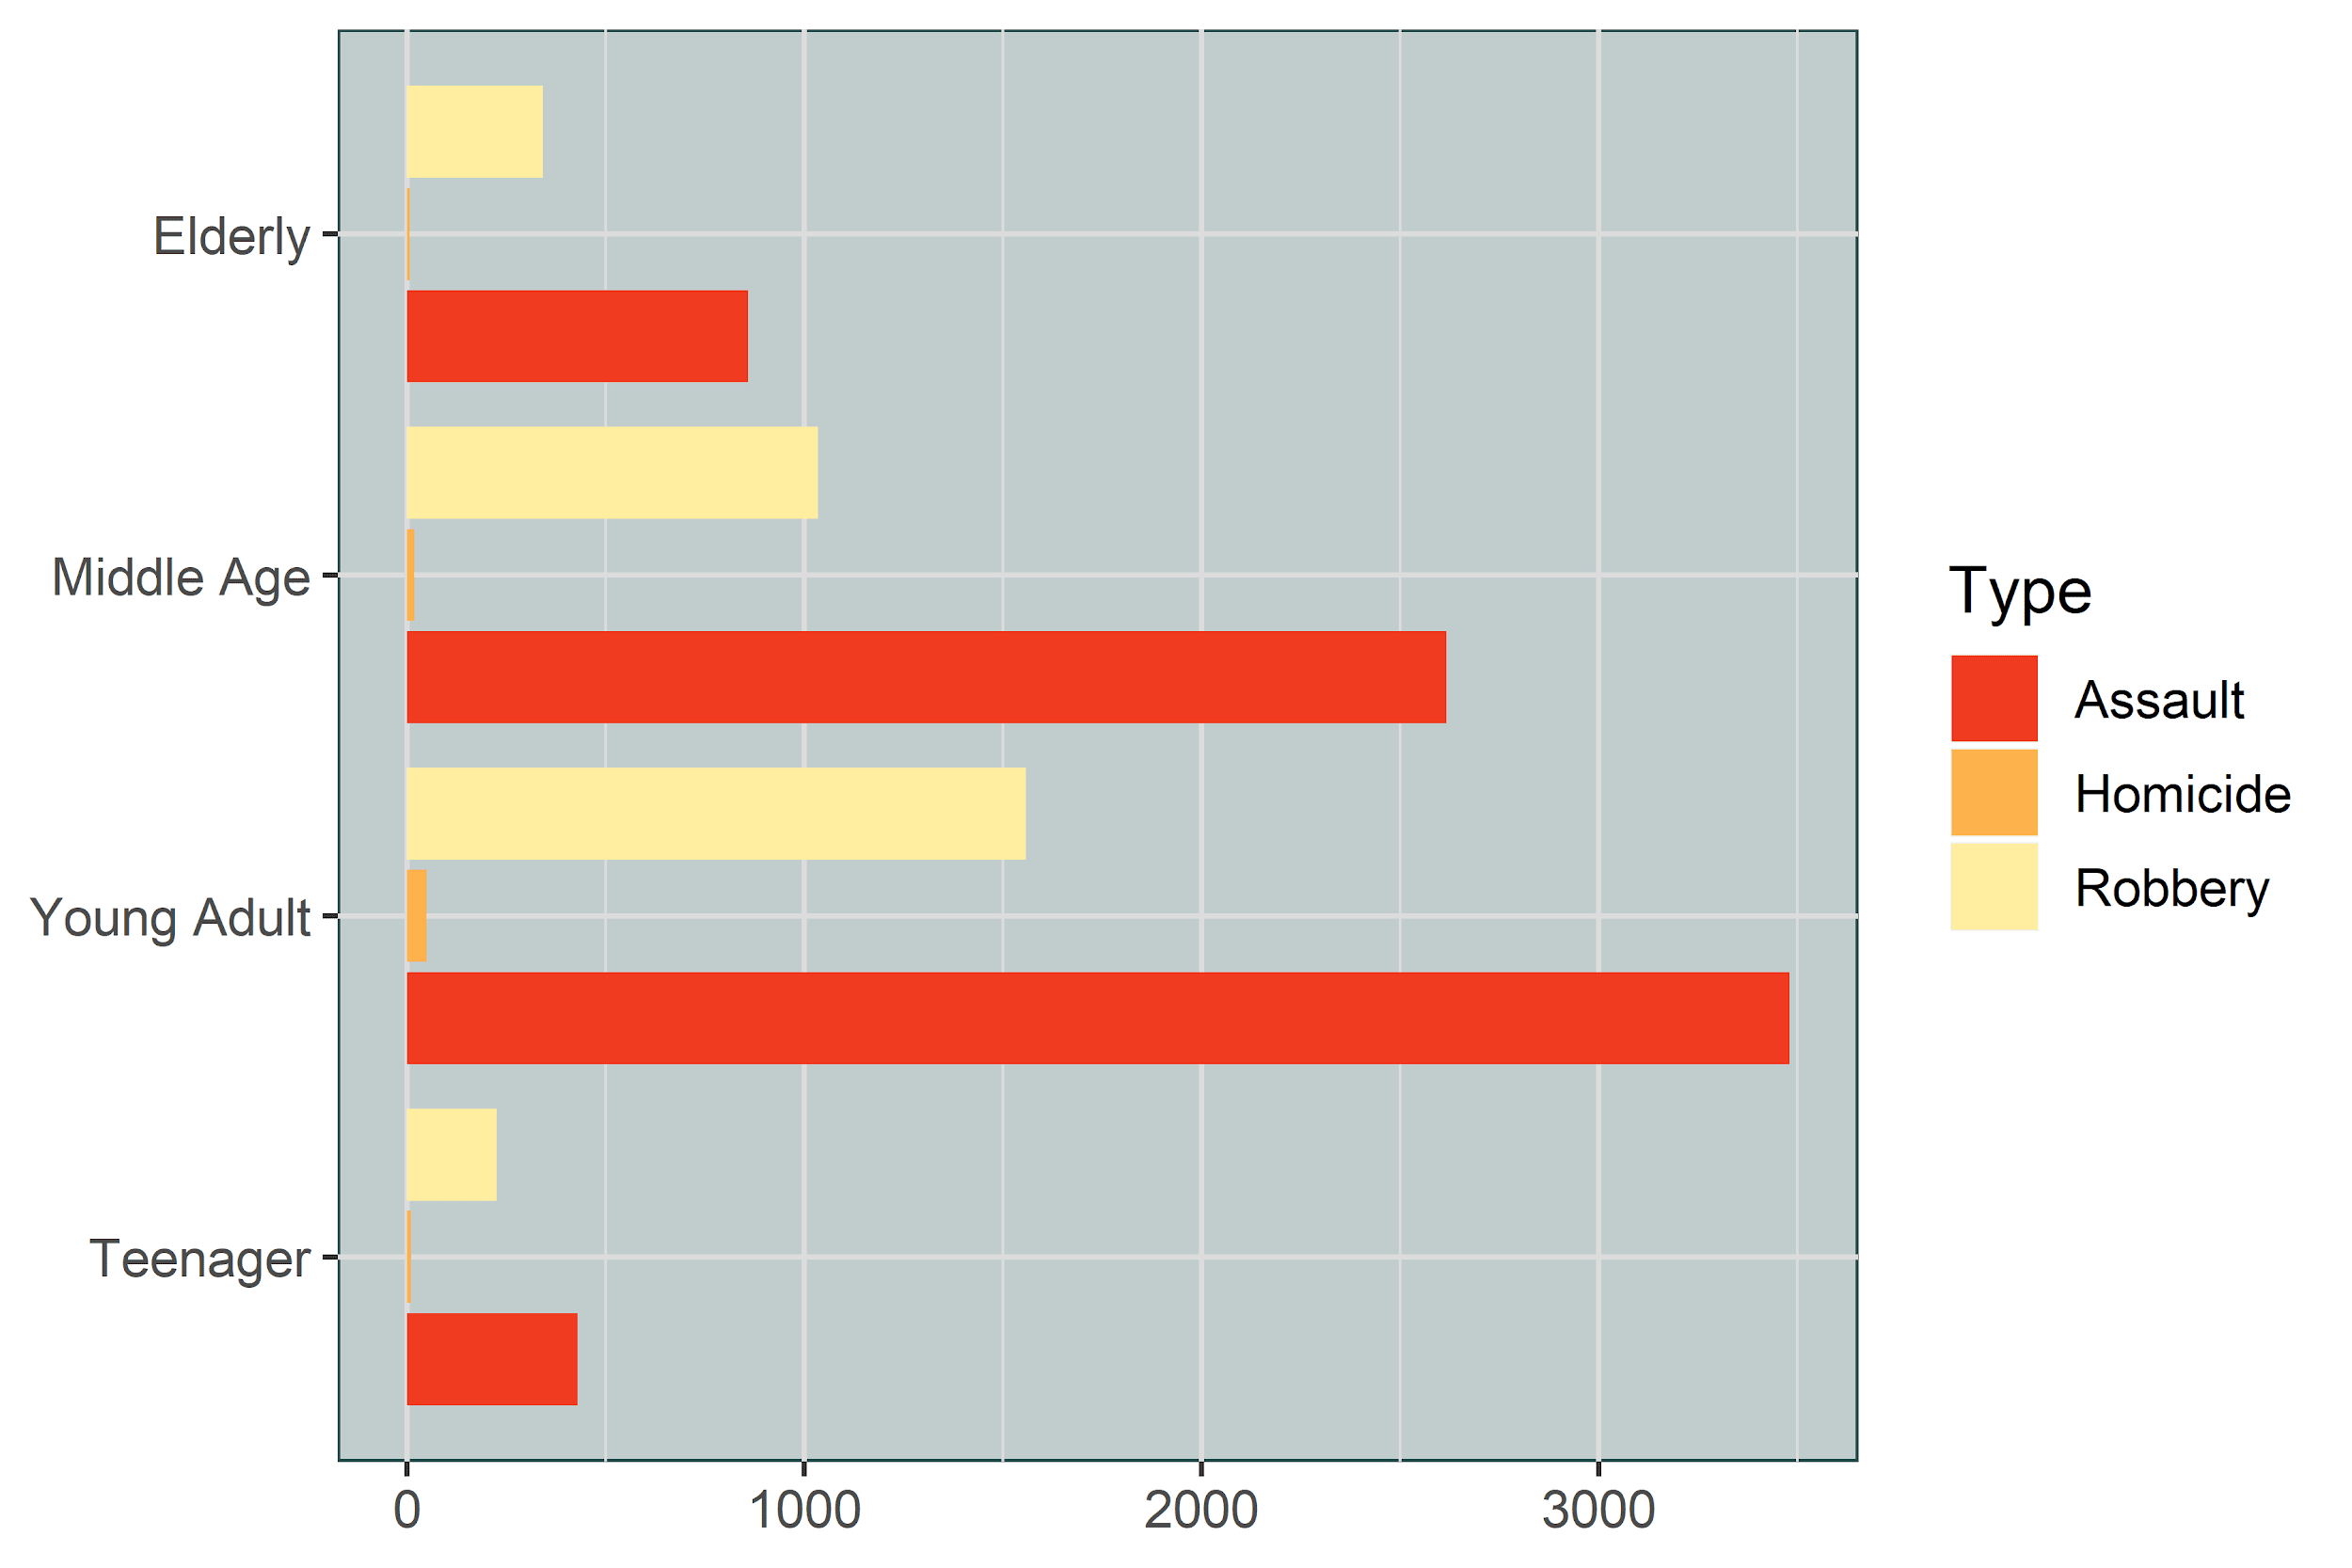 Elderly
Middle Age
Young Adult
Teenager
0 1000 2000 3000
Type
Assault
Homicide
Robbery